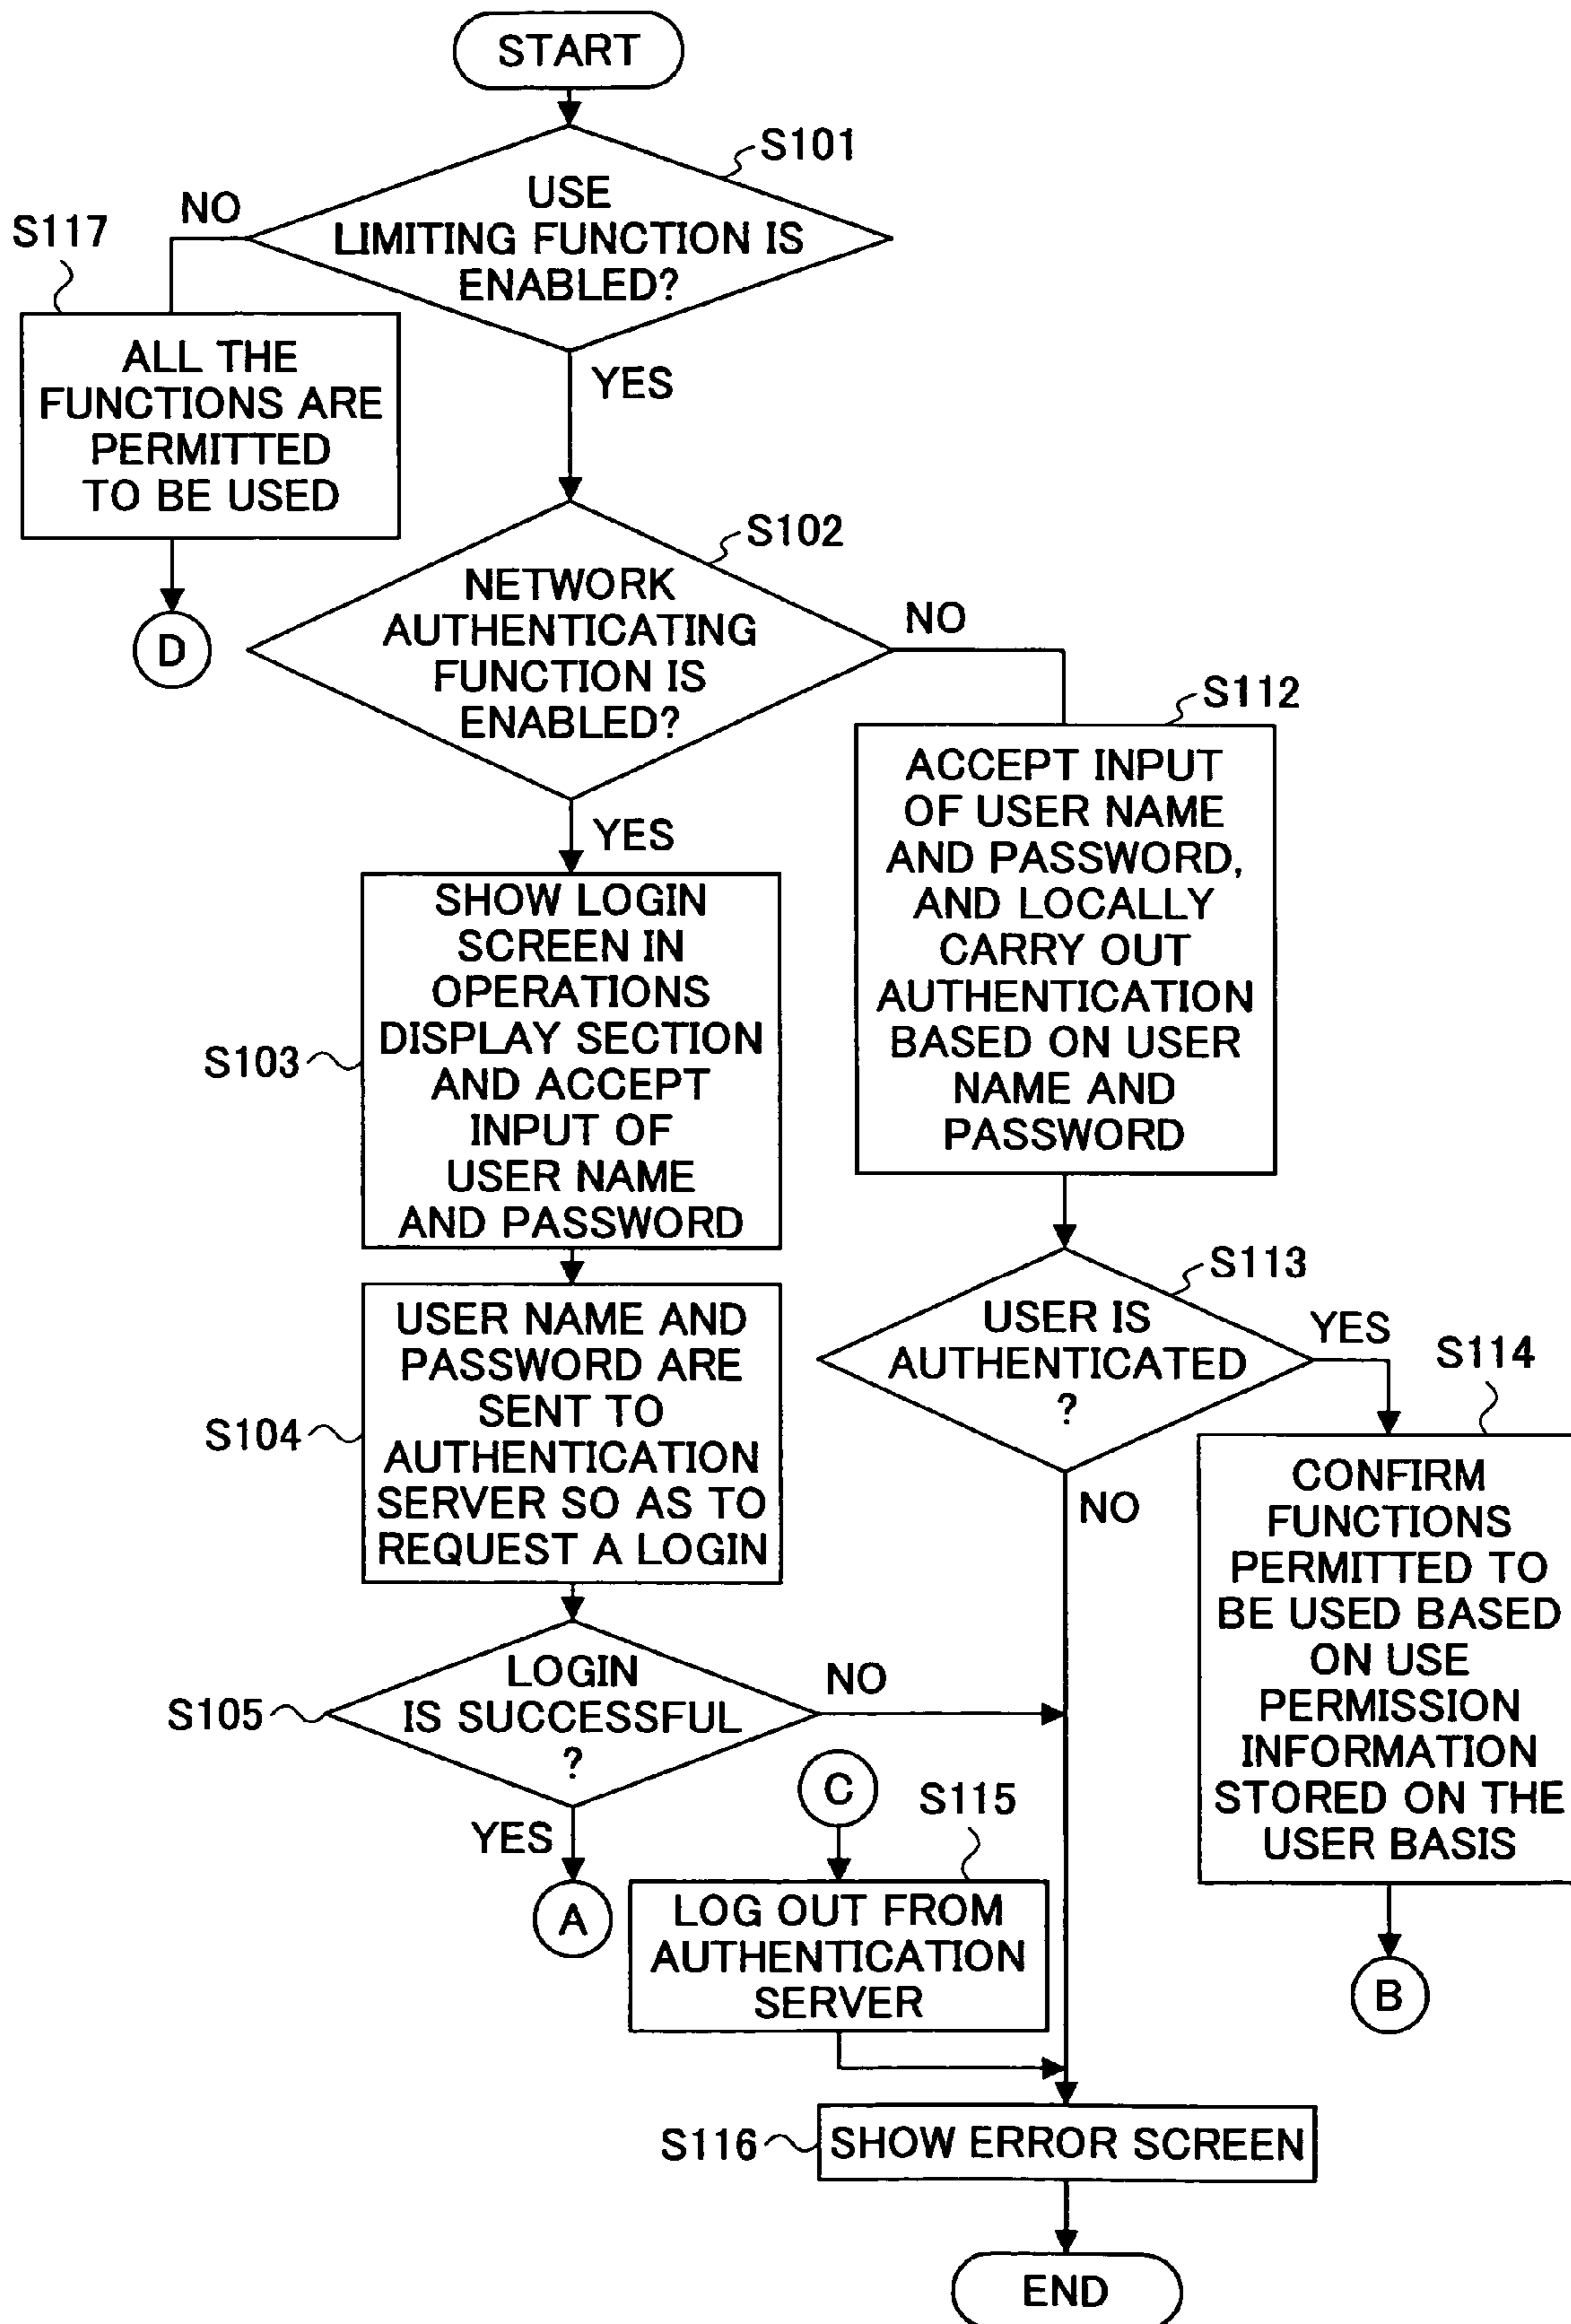 START
S101
USE
LIMITING FUNCTION IS
ENABLED?
NO
S117
ALL THE
FUNCTIONS ARE
PERMITTED
TO BE USED
D
YES
S102
NETWORK
AUTHENTICATING
FUNCTION IS
ENABLED?
NO
S112
ACCEPT INPUT
OF USER NAME
AND PASSWORD,
AND LOCALLY
CARRY OUT
AUTHENTICATION
BASED ON USER
NAME AND
PASSWORD
YES
S103
SHOW LOGIN
SCREEN IN
OPERATIONS
DISPLAY SECTION
AND ACCEPT
INPUT OF
USER NAME
AND PASSWORD
S104
USER NAME AND
PASSWORD ARE
SENT TO
AUTHENTICATION
SERVER SO AS TO
REQUEST A LOGIN
S113
USER IS
AUTHENTICATED
?
YES
S114
CONFIRM
FUNCTIONS
PERMITTED TO
BE USED BASED
ON USE
PERMISSION
INFORMATION
STORED ON THE
USER BASIS
B
NO
S105
LOGIN
IS SUCCESSFUL
?
NO
YES
A
C
S115
LOG OUT FROM
AUTHENTICATION
SERVER
S116
SHOW ERROR SCREEN
END